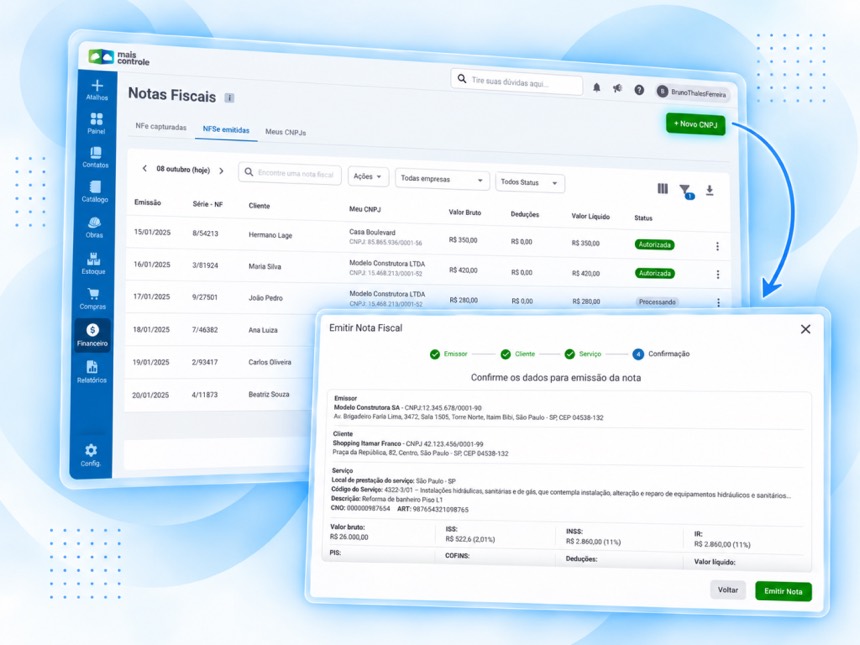 mais
controle
Tire suas dúvidas aqui...
B
BrunoThalesFerreira
Atalhos
Painel
Contatos
Catálogo
Obras
Estoque
Compras
Financeiro
Relatórios
Config.
Notas Fiscais i
+ Novo CNPJ
NFe capturadas NFSe emitidas Meus CNPJs
08 outubro (hoje) Encontre uma nota fiscal Ações Todas empresas Todos Status 1
Emissão Série - NF Cliente Meu CNPJ Valor Bruto Deduções Valor Líquido Status
15/01/2025 8/54213 Hermano Lage Casa Boulevard R$ 350,00 R$ 0,00 R$ 350,00 Autorizada
CNPJ: 85.865.936/0001-56
16/01/2025 3/81924 Maria Silva Modelo Construtora LTDA R$ 420,00 R$ 0,00 R$ 420,00 Autorizada
CNPJ: 15.468.213/0001-52
17/01/2025 9/27501 João Pedro Modelo Construtora LTDA R$ 280,00 R$ 0,00 R$ 280,00 Processando
CNPJ: 15.468.213/0001-52
18/01/2025 7/46382 Ana Luiza
19/01/2025 2/93417 Carlos Oliveira
20/01/2025 4/11873 Beatriz Souza
Emitir Nota Fiscal
Emissor Cliente Serviço 4 Confirmação
Confirme os dados para emissão da nota
Emissor
Modelo Construtora SA - CNPJ:12.345.678/0001-90
Av. Brigadeiro Faria Lima, 3472, Sala 1505, Torre Norte, Itaim Bibi, São Paulo - SP, CEP 04538-132
Cliente
Shopping Itamar Franco - CNPJ 42.123.456/0001-99
Praça da República, 82, Centro, São Paulo - SP, CEP 04538-132
Serviço
Local de prestação do serviço: São Paulo - SP
Código do Serviço: 4322-3/01 – Instalações hidráulicas, sanitárias e de gás, que contempla instalação, alteração e reparo de equipamentos hidráulicos e sanitários...
Descrição: Reforma de banheiro Piso L1
CNO: 000000987654 ART: 987654321098765
Valor bruto: ISS: INSS: IR:
R$ 26.000,00 R$ 522,6 (2,01%) R$ 2.860,00 (11%) R$ 2.860,00 (11%)
PIS: COFINS: Deduções: Valor líquido:
Voltar Emitir Nota